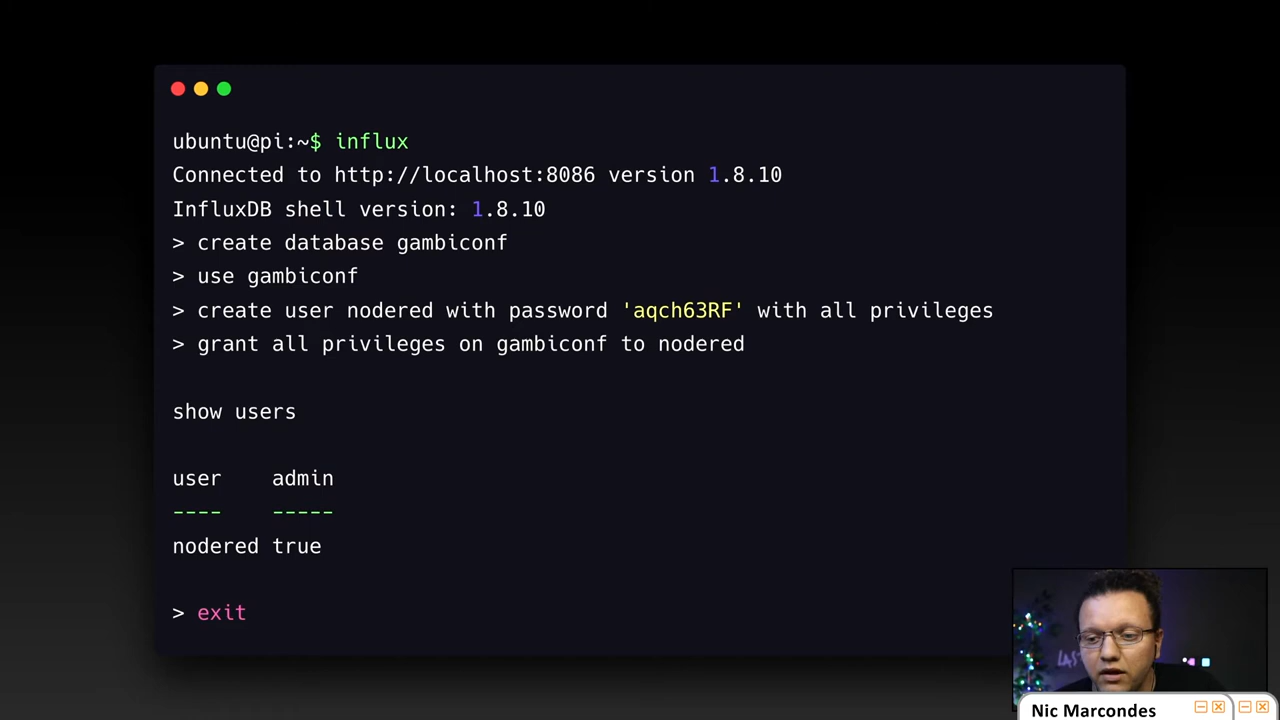 ubuntu@pi:~$ influx
Connected to http://localhost:8086 version 1.8.10
InfluxDB shell version: 1.8.10
> create database gambiconf
> use gambiconf
> create user nodered with password 'aqch63RF' with all privileges
> grant all privileges on gambiconf to nodered
show users
user    admin
----    -----
nodered true
> exit
Nic Marcondes